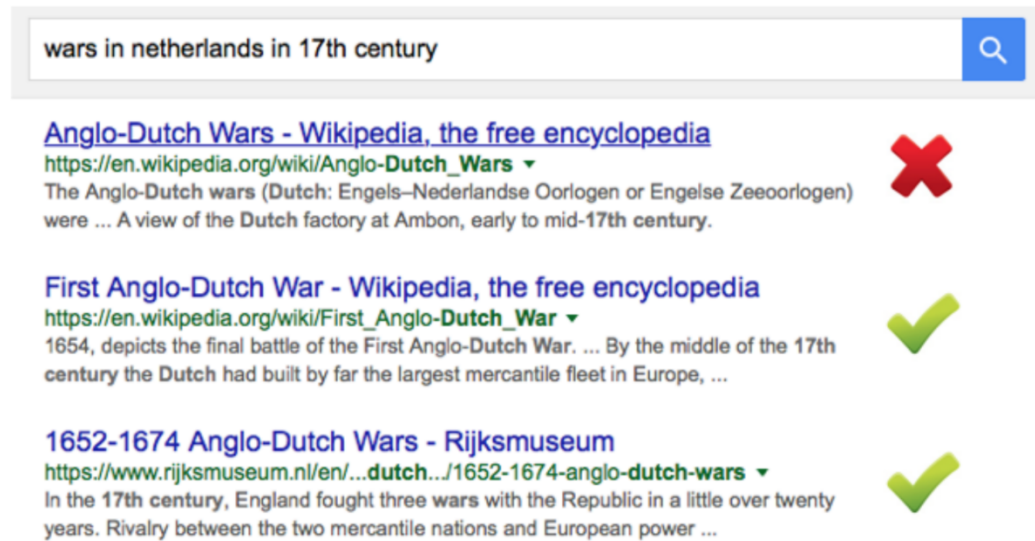 wars in netherlands in 17th century
Anglo-Dutch Wars - Wikipedia, the free encyclopedia
https://en.wikipedia.org/wiki/Anglo-Dutch_Wars
The Anglo-Dutch wars (Dutch: Engels–Nederlandse Oorlogen or Engelse Zeeoorlogen)
were ... A view of the Dutch factory at Ambon, early to mid-17th century.
First Anglo-Dutch War - Wikipedia, the free encyclopedia
https://en.wikipedia.org/wiki/First_Anglo-Dutch_War
1654, depicts the final battle of the First Anglo-Dutch War. ... By the middle of the 17th
century the Dutch had built by far the largest mercantile fleet in Europe, ...
1652-1674 Anglo-Dutch Wars - Rijksmuseum
https://www.rijksmuseum.nl/en/...dutch.../1652-1674-anglo-dutch-wars
In the 17th century, England fought three wars with the Republic in a little over twenty
years. Rivalry between the two mercantile nations and European power ...